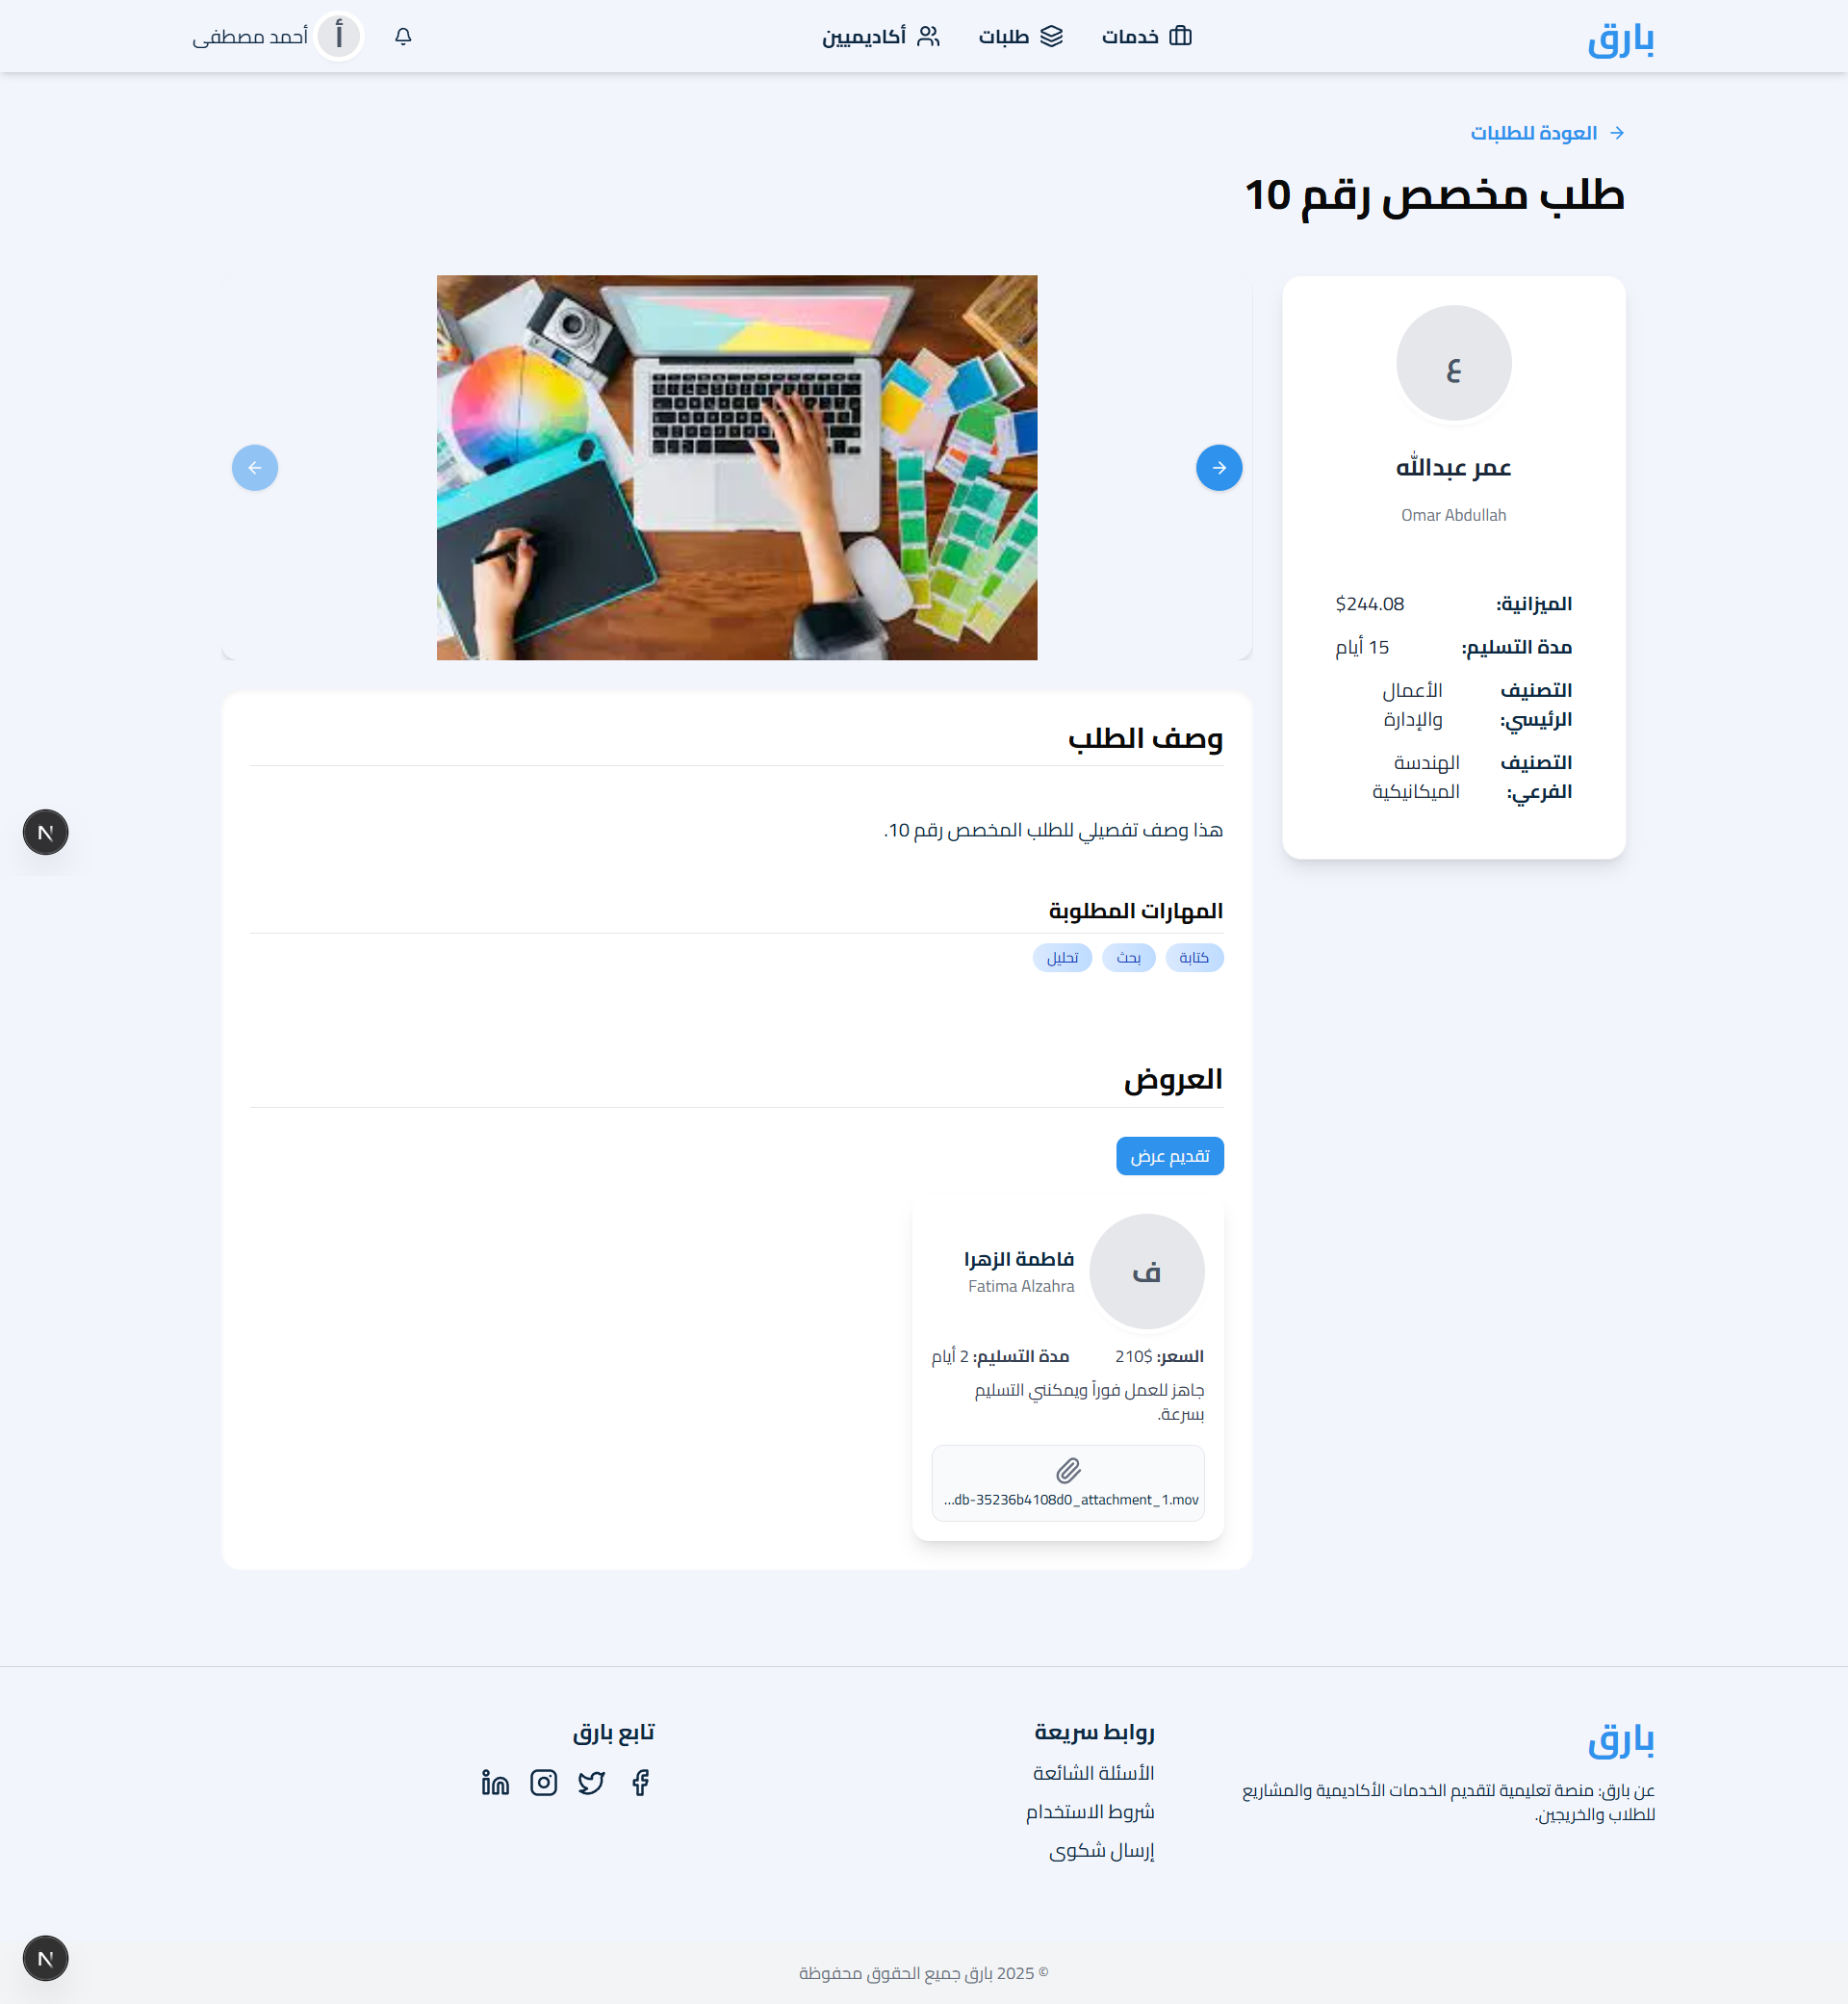 بارق
خدمات
طلبات
أكاديميين
أ
أحمد مصطفى
العودة للطلبات
طلب مخصص رقم 10
ع
عمر عبدالله
Omar Abdullah
الميزانية: $244.08
مدة التسليم: 15 أيام
التصنيف الرئيسي: الأعمال والإدارة
التصنيف الفرعي: الهندسة الميكانيكية
وصف الطلب
هذا وصف تفصيلي للطلب المخصص رقم 10.
المهارات المطلوبة
كتابة
بحث
تحليل
العروض
تقديم عرض
ف
فاطمة الزهرا
Fatima Alzahra
السعر: $210
مدة التسليم: 2 أيام
جاهز للعمل فوراً ويمكنني التسليم
بسرعة.
...db-35236b4108d0_attachment_1.mov
بارق
عن بارق: منصة تعليمية لتقديم الخدمات الأكاديمية والمشاريع
للطلاب والخريجين.
روابط سريعة
الأسئلة الشائعة
شروط الاستخدام
إرسال شكوى
تابع بارق
© 2025 بارق جميع الحقوق محفوظة
N
N